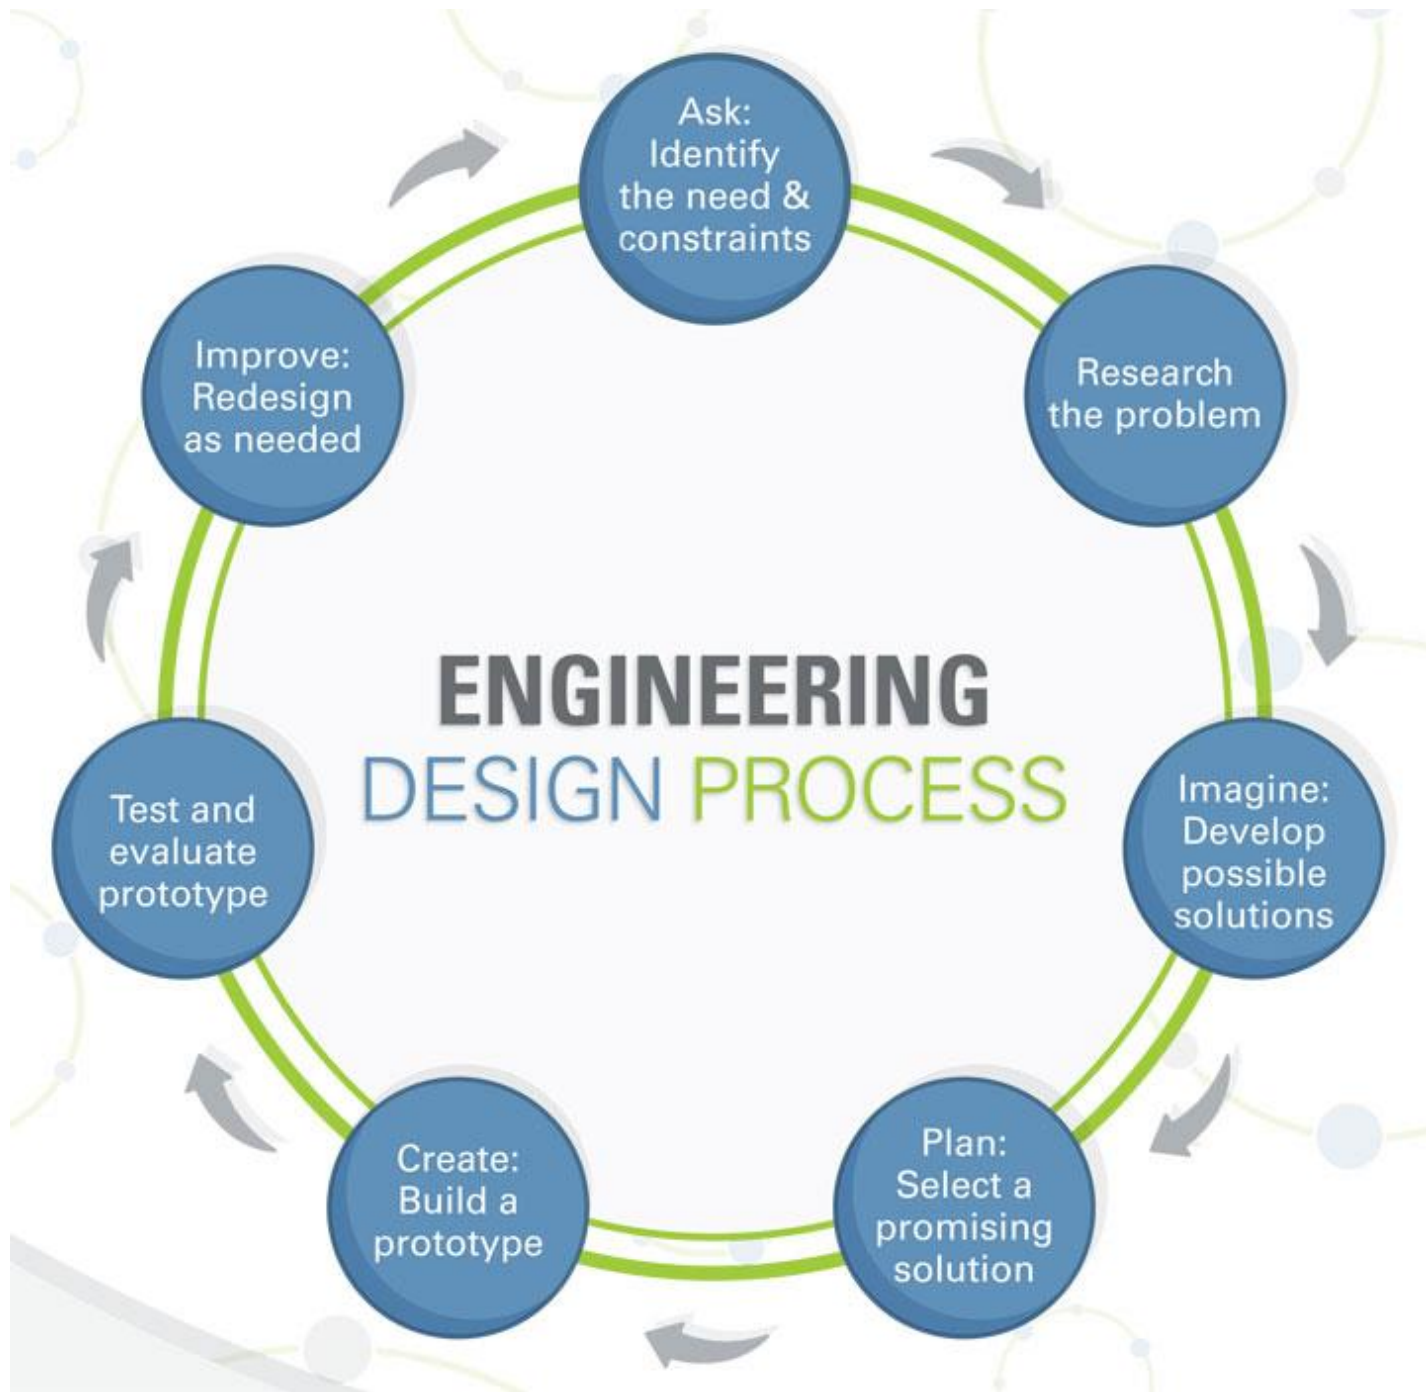 Ask:
Identify
the need &
constraints
Research
the problem
Imagine:
Develop
possible
solutions
Plan:
Select a
promising
solution
Create:
Build a
prototype
Test and
evaluate
prototype
Improve:
Redesign
as needed
ENGINEERING
DESIGN PROCESS